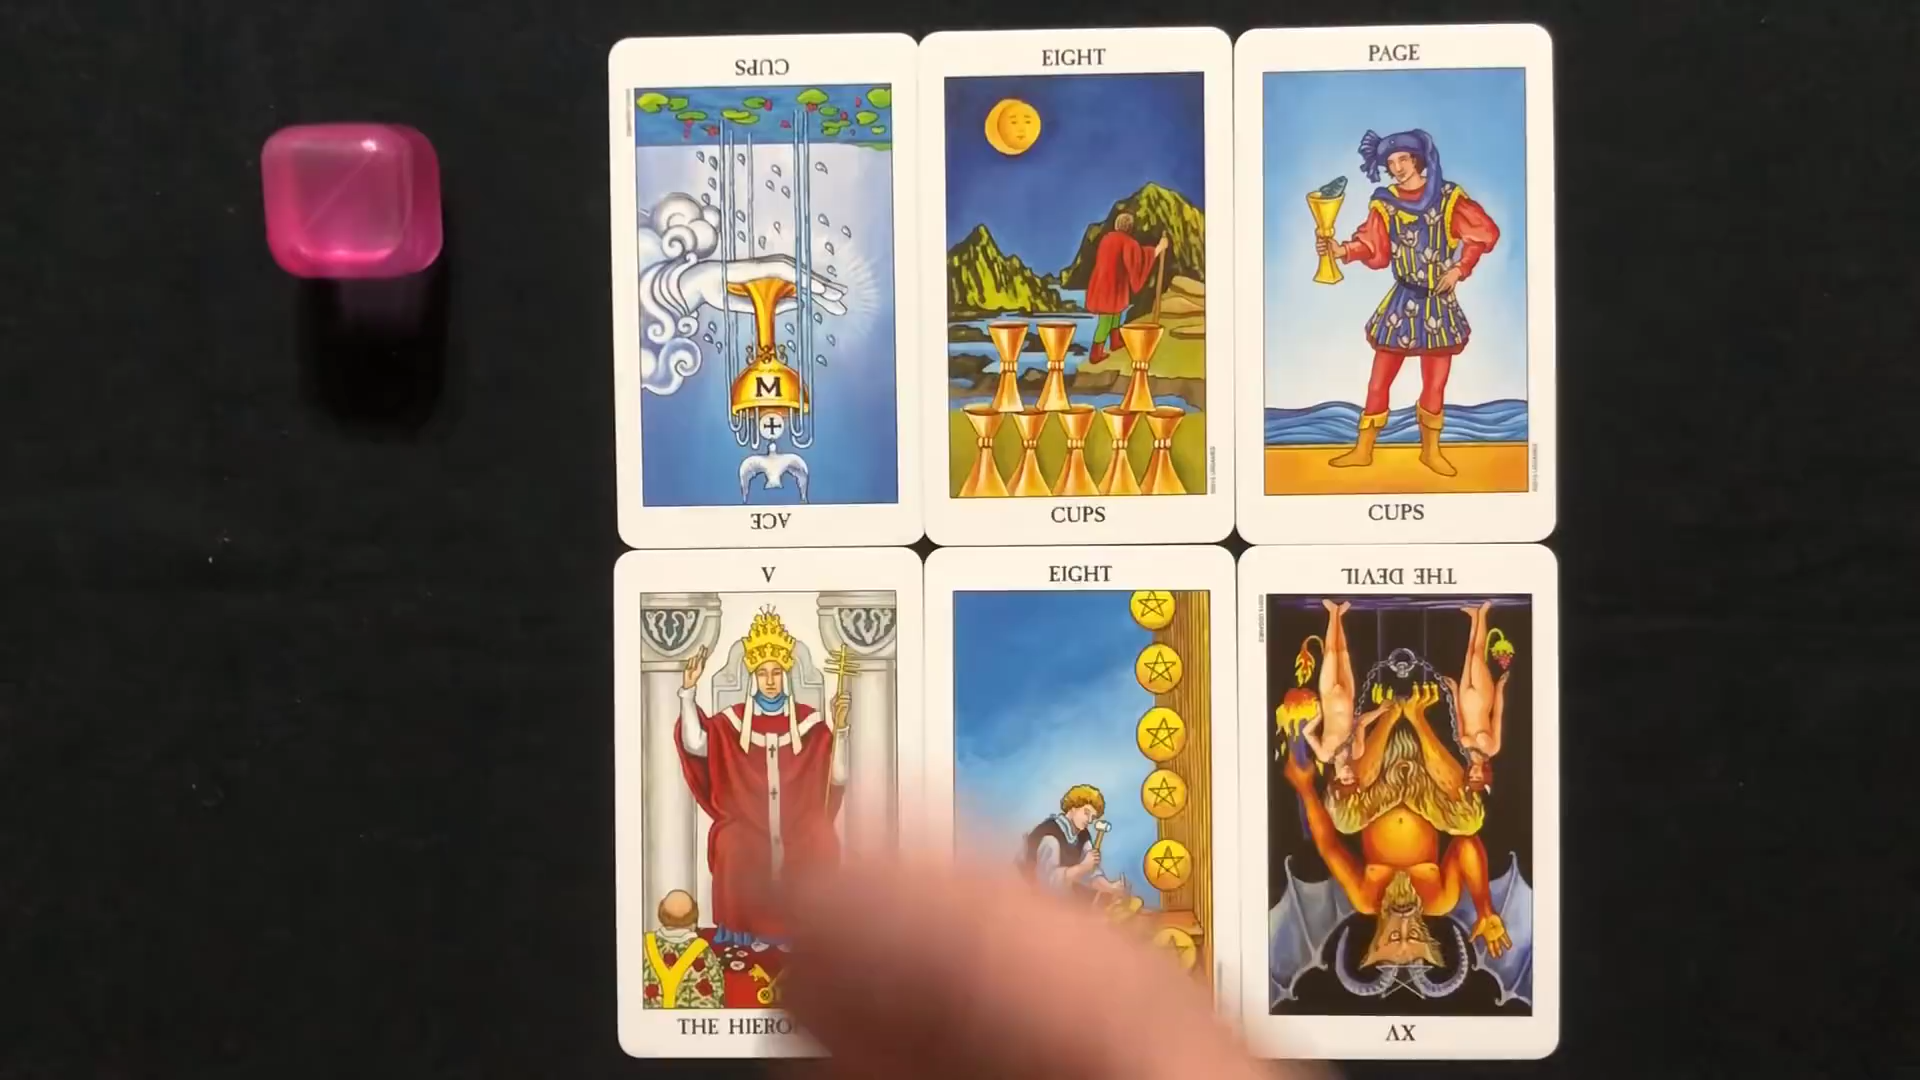 CUPS
ACE
EIGHT
CUPS
PAGE
CUPS
M
V
THE HIERO
EIGHT
THE DEVIL
XV